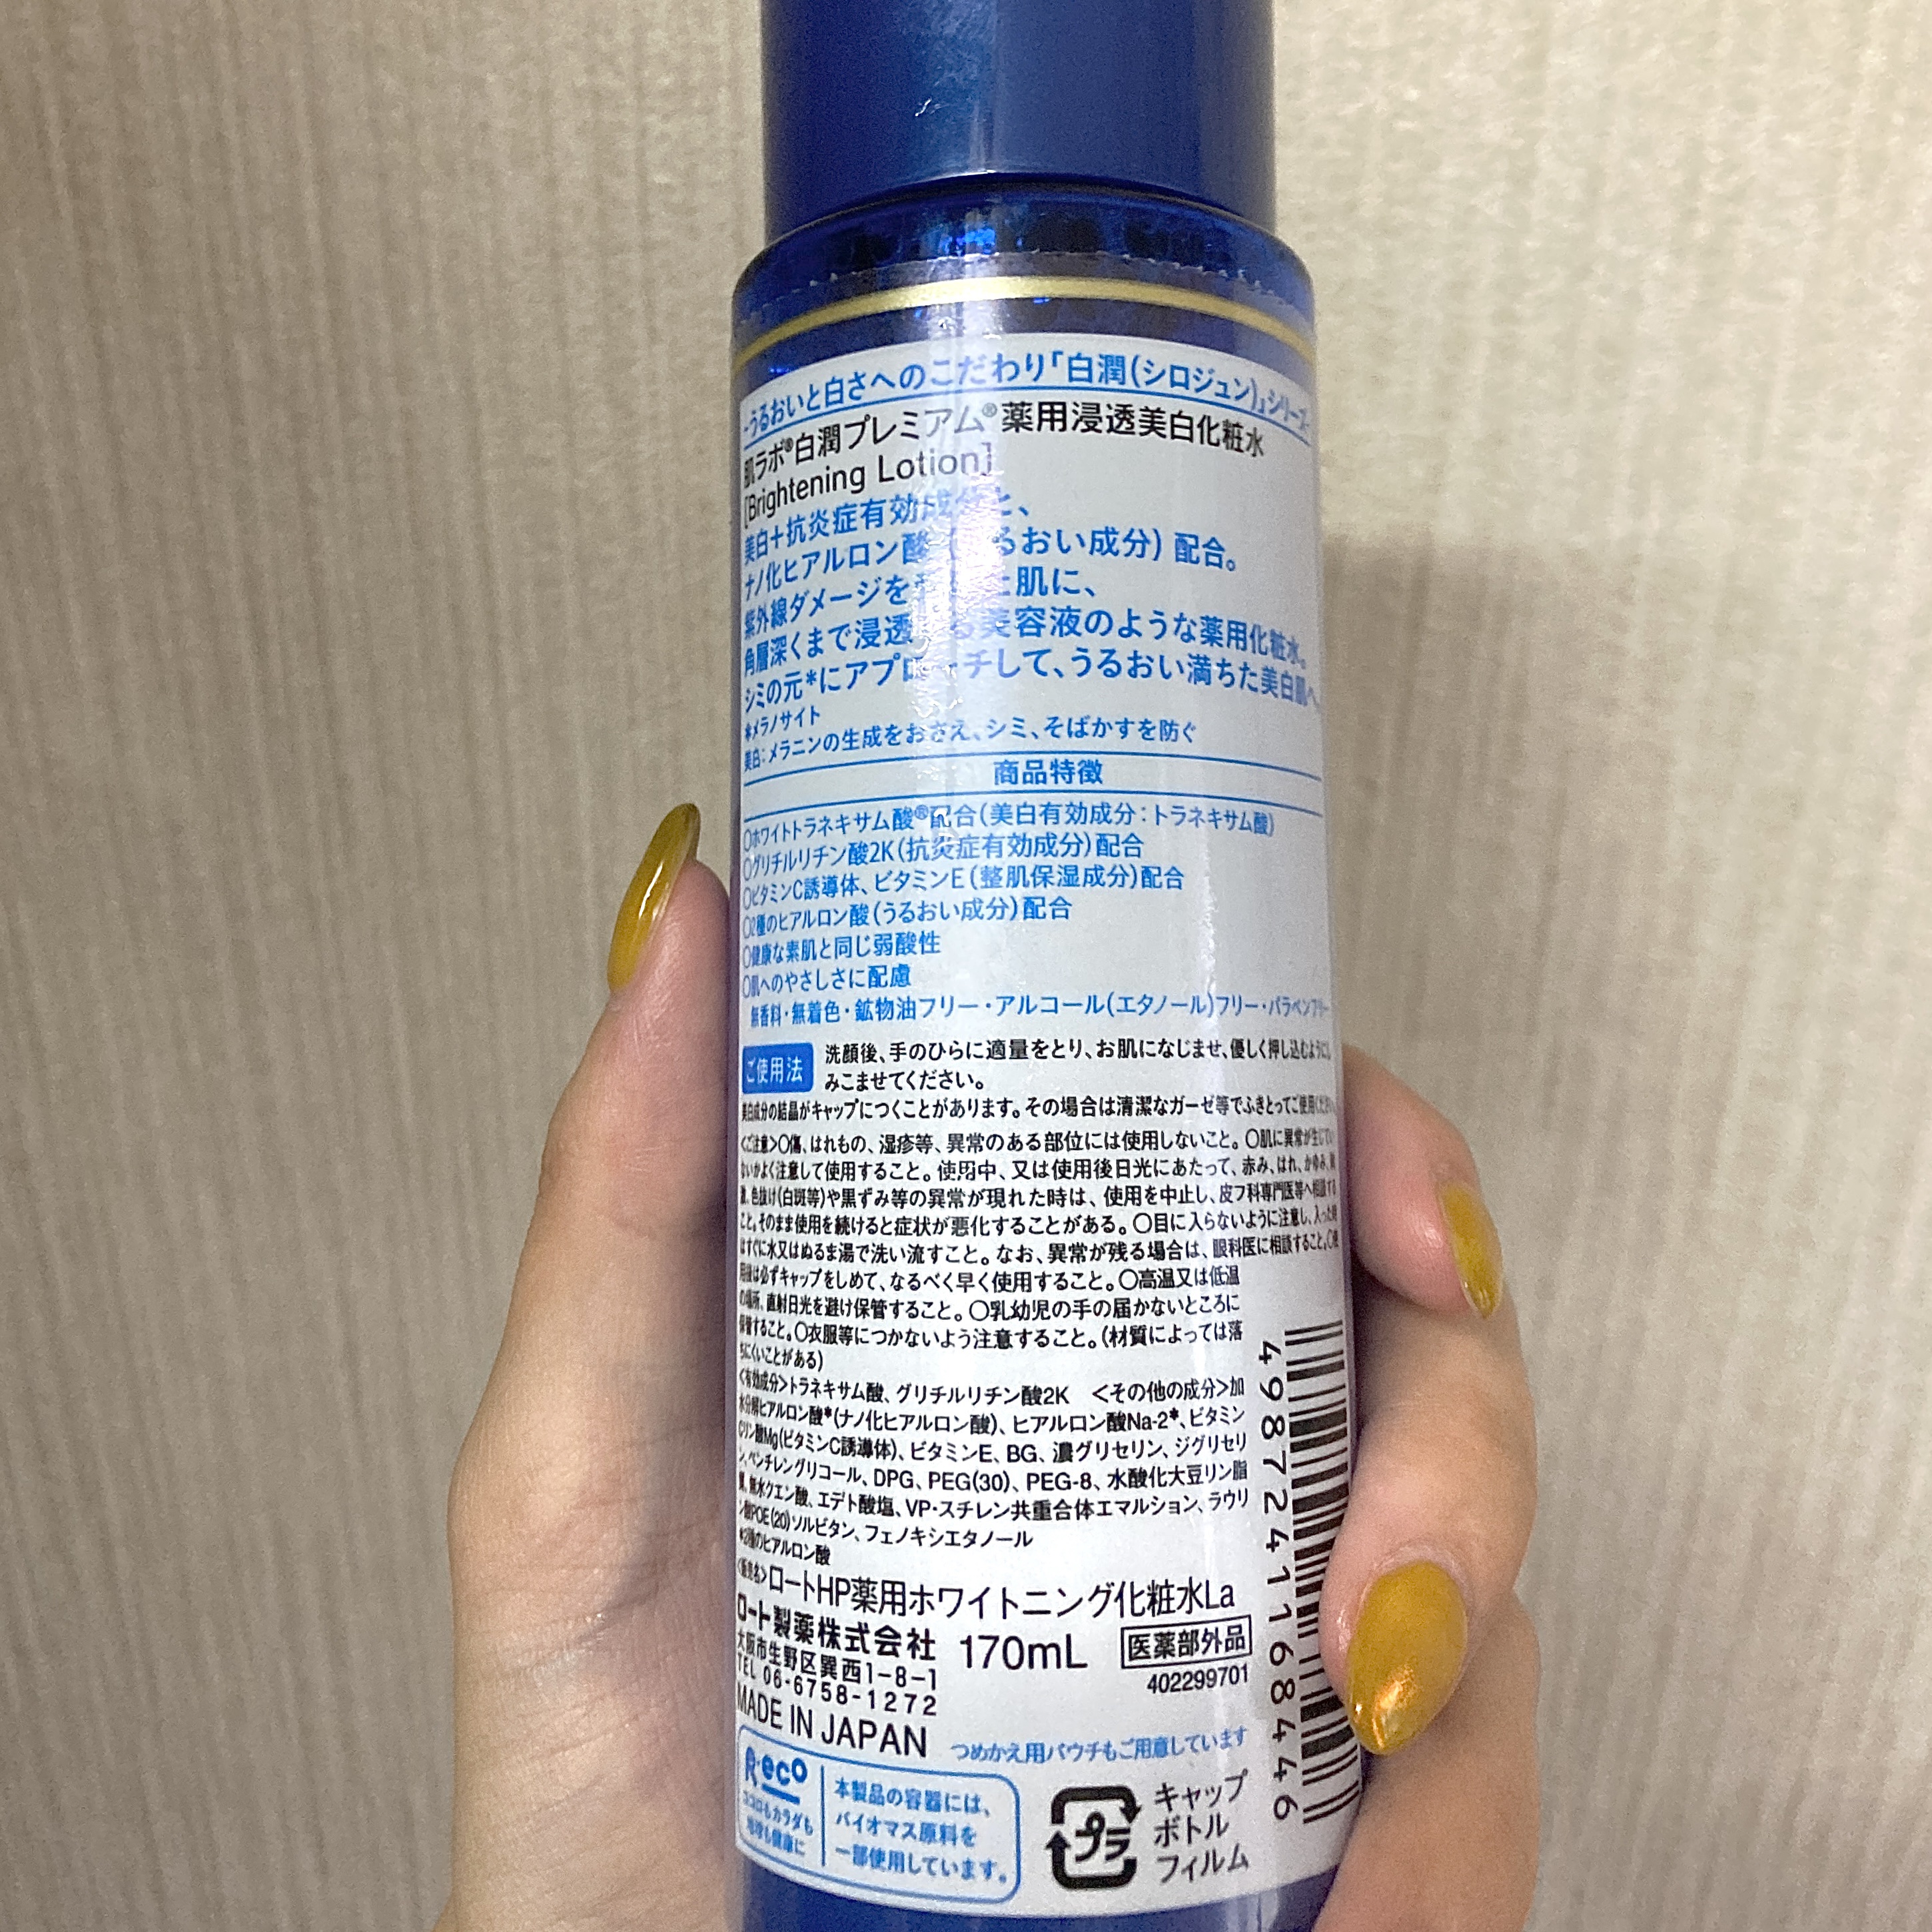 -うるおいと白さへのこだわり「白潤(シロジュン)」シリーズ-
肌ラボ®白潤プレミアム®薬用浸透美白化粧水
[Brightening Lotion]
美白+抗炎症有効成分と、
ナノ化ヒアルロン酸(うるおい成分)配合。
紫外線ダメージを 肌に、
角層深くまで浸透する美容液のような薬用化粧水。
シミの元*にアプローチして、うるおい満ちた美白肌へ。
*メラノサイト
美白:メラニンの生成をおさえ、シミ、そばかすを防ぐ
商品特徴
○ホワイトトラネキサム酸®配合(美白有効成分:トラネキサム酸)
○グリチルリチン酸2K(抗炎症有効成分)配合
○ビタミンC誘導体、ビタミンE(整肌保湿成分)配合
○2種のヒアルロン酸(うるおい成分)配合
○健康な素肌と同じ弱酸性
○肌へのやさしさに配慮
無香料・無着色・鉱物油フリー・アルコール(エタノール)フリー・パラベンフリー
ご使用法
洗顔後、手のひらに適量をとり、お肌になじませ、優しく押し込むように
みこませてください。
美白成分の結晶がキャップにつくことがあります。その場合は清潔なガーゼ等でふきとってご使用ください。
<ご注意>○傷、はれもの、湿疹等、異常のある部位には使用しないこと。○肌に異常が生じてい
ないかよく注意して使用すること。使用中、又は使用後日光にあたって、赤み、はれ、かゆみ、
激、色抜け(白斑等)や黒ずみ等の異常が現れた時は、使用を中止し、皮フ科専門医等へ相談する
こと。そのまま使用を続けると症状が悪化することがある。○目に入らないように注意し、入った時
はすぐに水又はぬるま湯で洗い流すこと。なお、異常が残る場合は、眼科医に相談すること。○使
用後は必ずキャップをしめて、なるべく早く使用すること。○高温又は低温
の場所、直射日光を避け保管すること。○乳幼児の手の届かないところに
保管すること。○衣服等につかないよう注意すること。(材質によっては落
ちにくいことがある)
<有効成分>トラネキサム酸、グリチルリチン酸2K <その他の成分>加
水分解ヒアルロン酸*(ナノ化ヒアルロン酸)、ヒアルロン酸Na-2*、ビタミン
Cリン酸Mg(ビタミンC誘導体)、ビタミンE、BG、濃グリセリン、ジグリセリ
ン、ペンチレングリコール、DPG、PEG(30)、PEG-8、水酸化大豆リン脂
質、無水クエン酸、エデト酸塩、VP・スチレン共重合体エマルション、ラウリ
ン酸POE(20)ソルビタン、フェノキシエタノール
*2種のヒアルロン酸
<販売名>ロートHP薬用ホワイトニング化粧水La
ロート製薬株式会社 170mL 医薬部外品
大阪市生野区巽西1-8-1
402299701
TEL 06-6758-1272
MADE IN JAPAN
つめかえ用パウチもご用意しています
4987241168446
R・eco
ココロもカラダも
地球も健康に
本製品の容器には、
バイオマス原料を
一部使用しています。
プラ
キャップ
ボトル
フィルム